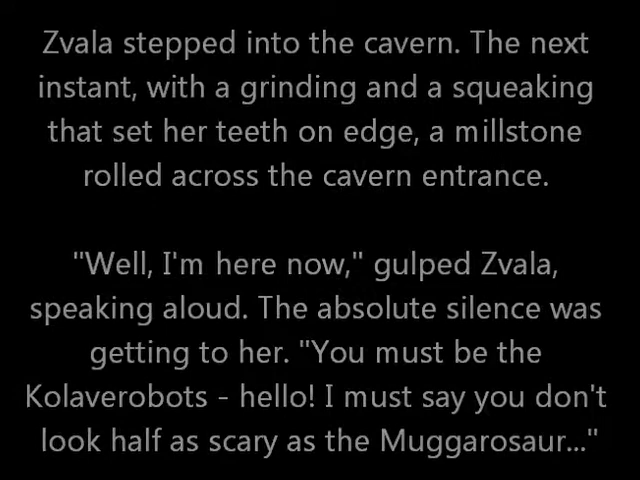 Zvala stepped into the cavern. The next
instant, with a grinding and a squeaking
that set her teeth on edge, a millstone
rolled across the cavern entrance.
"Well, I'm here now," gulped Zvala,
speaking aloud. The absolute silence was
getting to her. "You must be the
Kolaverobots - hello! I must say you don't
look half as scary as the Muggarosaur..."